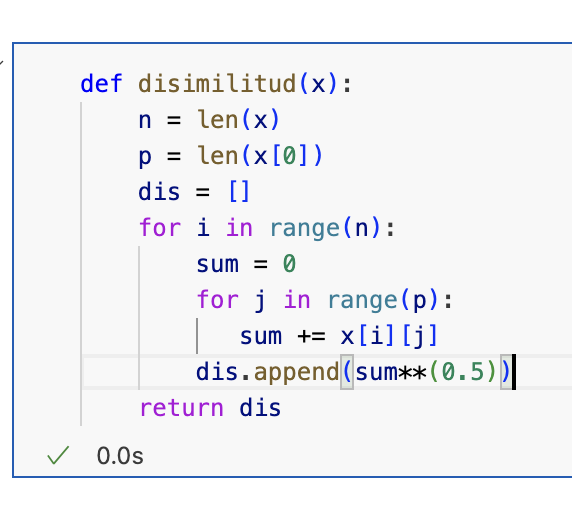 def disimilitud(x):
    n = len(x)
    p = len(x[0])
    dis = []
    for i in range(n):
        sum = 0
        for j in range(p):
           sum += x[i][j]
        dis.append(sum**(0.5))
    return dis
0.0s